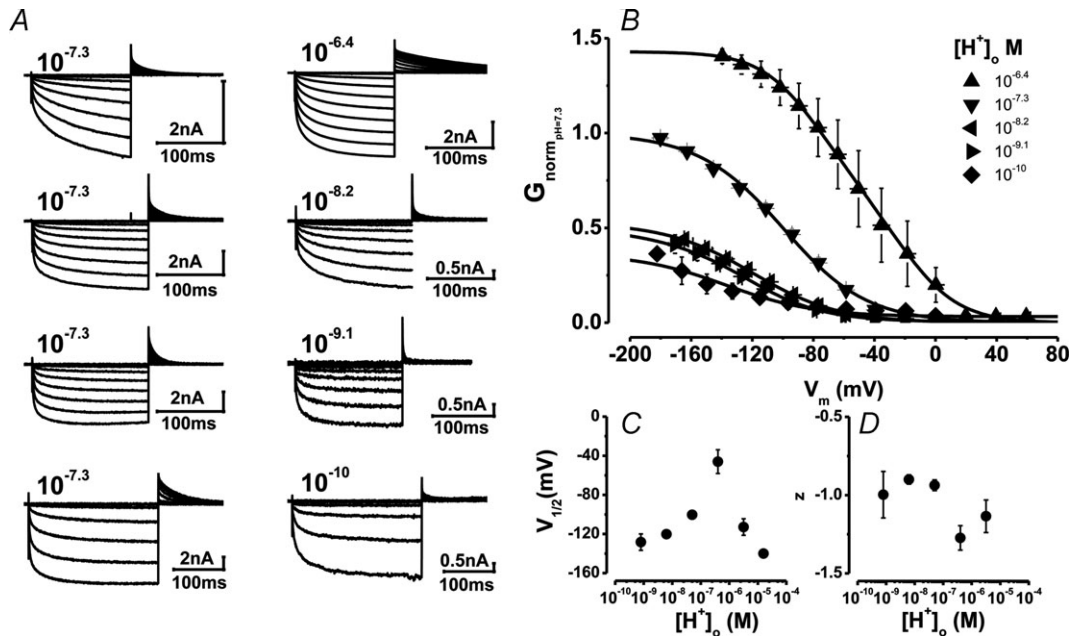 A
10-7.3
2nA
100ms
10-6.4
2nA
100ms
10-7.3
2nA
100ms
10-8.2
0.5nA
100ms
10-7.3
2nA
100ms
10-9.1
0.5nA
100ms
10-7.3
2nA
100ms
10-10
0.5nA
100ms
B
1.5
1.0
0.5
0.0
Gnorm pH=7.3
-200 -160 -120 -80 -40 0 40 80
Vm (mV)
[H+]o M
10-6.4
10-7.3
10-8.2
10-9.1
10-10
C
0
-40
-80
-120
-160
V1/2(mV)
10-10 10-9 10-8 10-7 10-6 10-5 10-4
[H+]o (M)
D
-0.5
-1.0
-1.5
z
10-10 10-9 10-8 10-7 10-6 10-5 10-4
[H+]o (M)